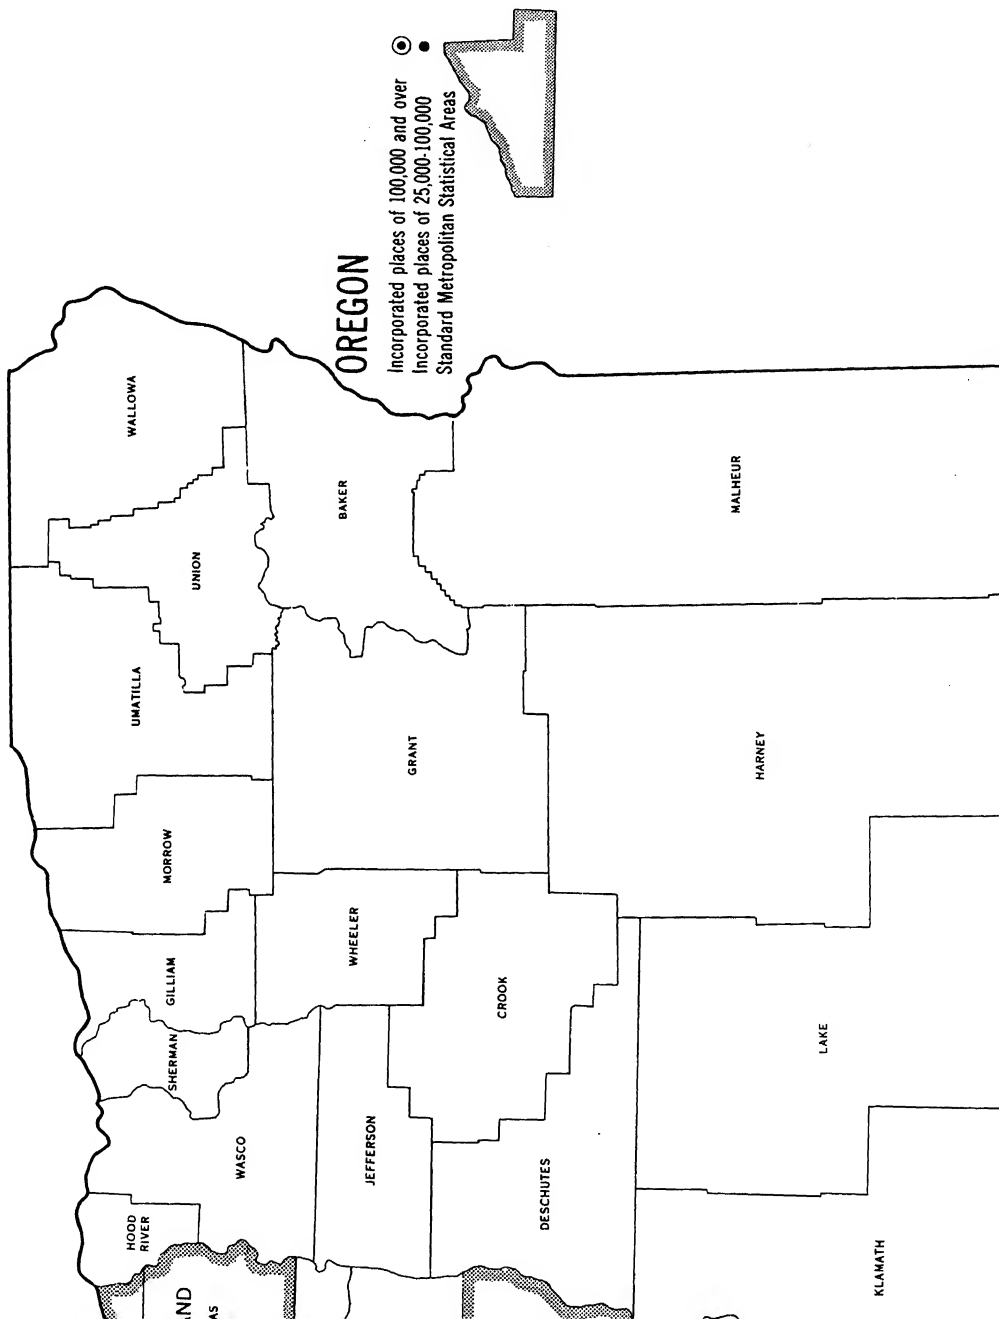 OREGON
Incorporated places of 100,000 and over
Incorporated places of 25,000-100,000
Standard Metropolitan Statistical Areas
WALLOWA
UNION
UMATILLA
MORROW
GILLIAM
SHERMAN
HOOD
RIVER
WASCO
BAKER
GRANT
WHEELER
JEFFERSON
CROOK
DESCHUTES
MALHEUR
HARNEY
LAKE
KLAMATH
AND
AS